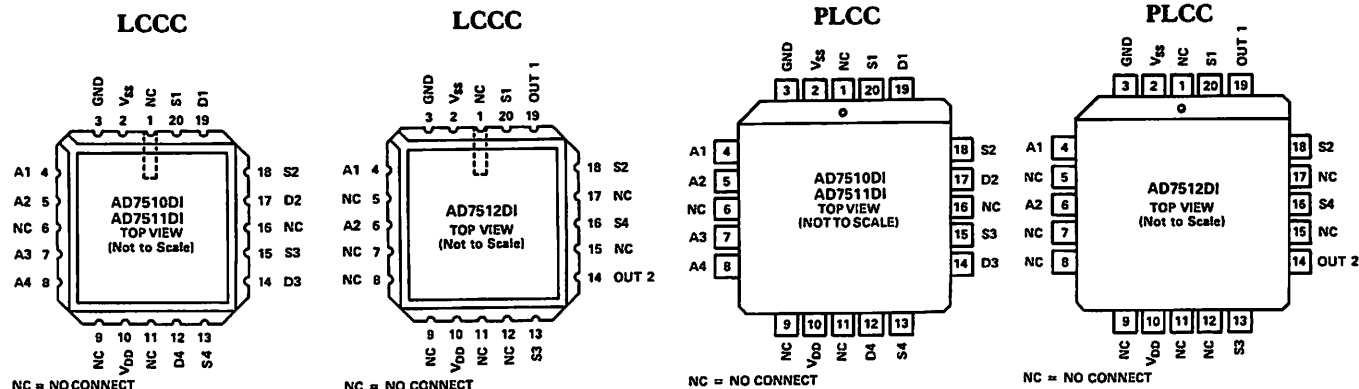 LCCC
GND
VSS
NC
S1
D1
3 2 1 20 19
A1 4
A2 5
NC 6
A3 7
A4 8
AD7510DI
AD7511DI
TOP VIEW
(Not to Scale)
18 S2
17 D2
16 NC
15 S3
14 D3
9 10 11 12 13
NC
VDD
NC
D4
S4
NC = NO CONNECT
LCCC
GND
VSS
NC
S1
OUT 1
3 2 1 20 19
A1 4
NC 5
A2 6
NC 7
NC 8
AD7512DI
TOP VIEW
(Not to Scale)
18 S2
17 NC
16 S4
15 NC
14 OUT 2
9 10 11 12 13
NC
VDD
NC
NC
S3
NC = NO CONNECT
PLCC
GND
VSS
NC
S1
D1
3 2 1 20 19
A1 4
A2 5
NC 6
A3 7
A4 8
AD7510DI
AD7511DI
TOP VIEW
(NOT TO SCALE)
18 S2
17 D2
16 NC
15 S3
14 D3
9 10 11 12 13
NC
VDD
NC
D4
S4
NC = NO CONNECT
PLCC
GND
VSS
NC
S1
OUT 1
3 2 1 20 19
A1 4
NC 5
A2 6
NC 7
NC 8
AD7512DI
TOP VIEW
(Not to Scale)
18 S2
17 NC
16 S4
15 NC
14 OUT 2
9 10 11 12 13
NC
VDD
NC
NC
S3
NC = NO CONNECT